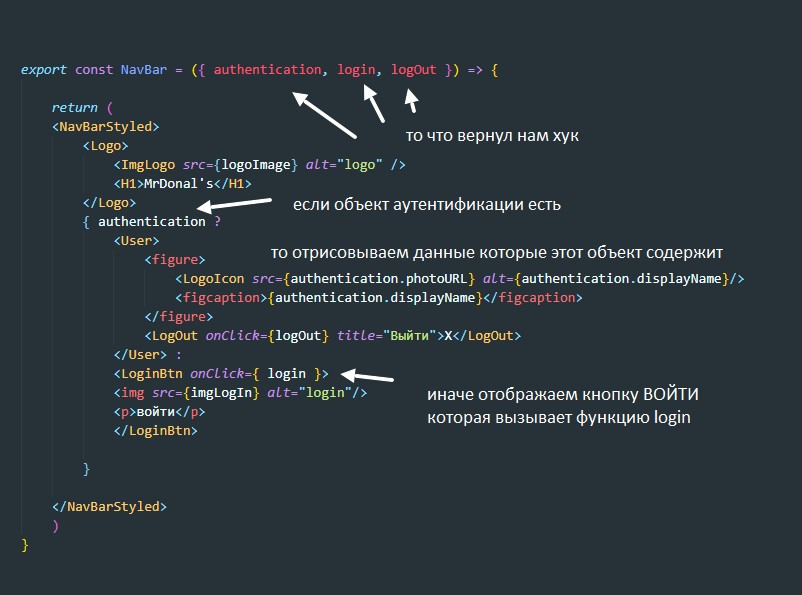 export const NavBar = ({ authentication, login, logOut }) => {
то что вернул нам хук
return (
<NavBarStyled>
<Logo>
<ImgLogo src={logoImage} alt="logo" />
<H1>MrDonal's</H1>
</Logo>
если объект аутентификации есть
{ authentication ?
<User>
то отрисовываем данные которые этот объект содержит
<figure>
<LogoIcon src={authentication.photoURL} alt={authentication.displayName}/>
<figcaption>{authentication.displayName}</figcaption>
</figure>
<LogOut onClick={logOut} title="Выйти">X</LogOut>
</User> :
<LoginBtn onClick={ login }>
<img src={imgLogIn} alt="login"/>
иначе отображаем кнопку ВОЙТИ
которая вызывает функцию login
<p>войти</p>
</LoginBtn>
}
</NavBarStyled>
)
}